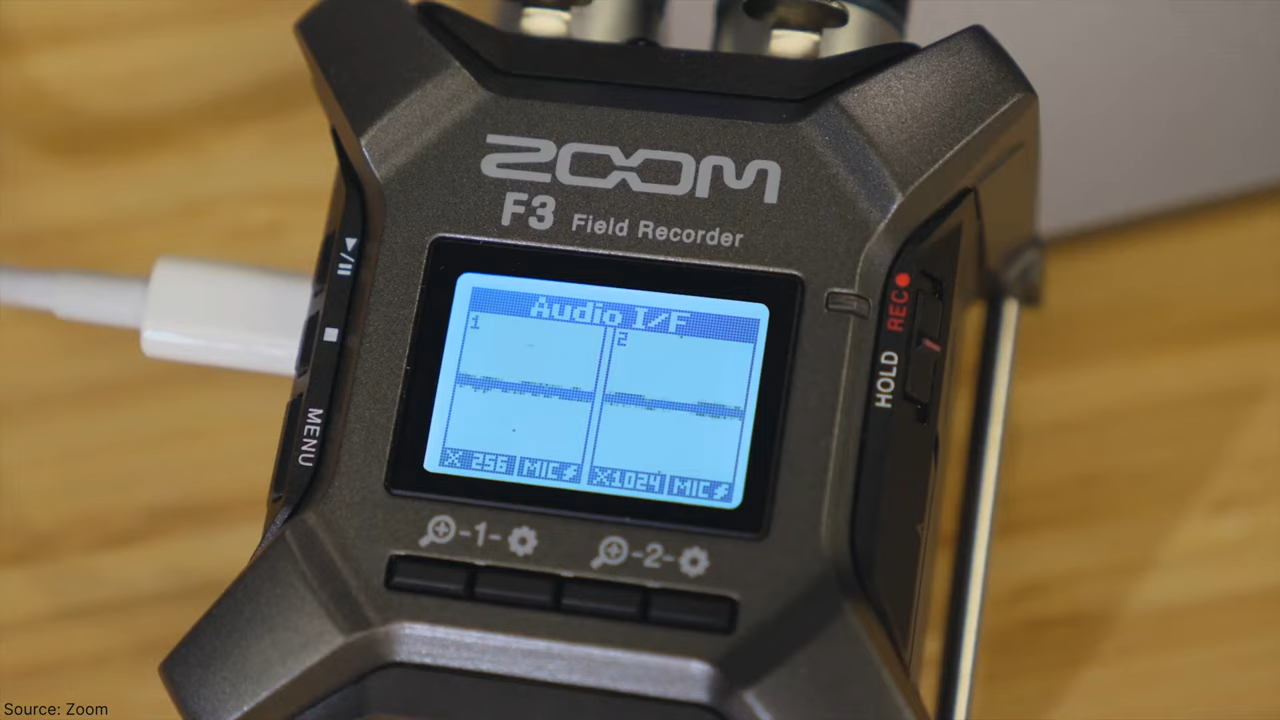 ZOOM
F3 Field Recorder
Audio I/F
1 2
X 256 MIC X1024 MIC
-1- -2-
MENU
REC
HOLD
Source: Zoom